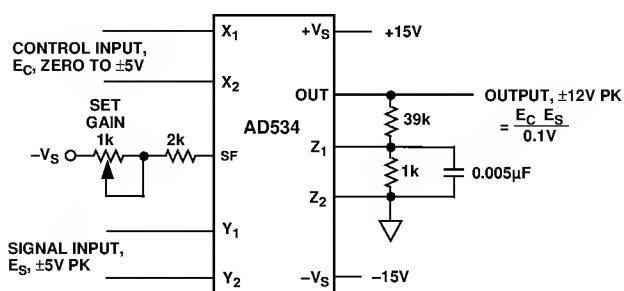 CONTROL INPUT,
E_C, ZERO TO ±5V
X1
X2
SET
GAIN
1k
–VS
2k
SF
SIGNAL INPUT,
ES, ±5V PK
Y1
Y2
AD534
+VS
+15V
OUT
OUTPUT, ±12V PK
= EC ES
0.1V
39k
Z1
1k
0.005µF
Z2
–VS
–15V